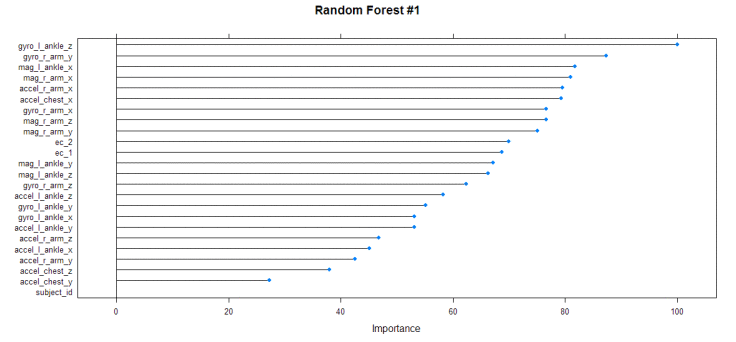 Random Forest #1
gyro_l_ankle_z
gyro_r_arm_y
mag_l_ankle_x
mag_r_arm_x
accel_r_arm_x
accel_chest_x
gyro_r_arm_x
mag_r_arm_z
mag_r_arm_y
ec_2
ec_1
mag_l_ankle_y
mag_l_ankle_z
gyro_r_arm_z
accel_l_ankle_z
gyro_l_ankle_y
gyro_l_ankle_x
accel_l_ankle_y
accel_r_arm_z
accel_l_ankle_x
accel_r_arm_y
accel_chest_z
accel_chest_y
subject_id
0 20 40 60 80 100
Importance